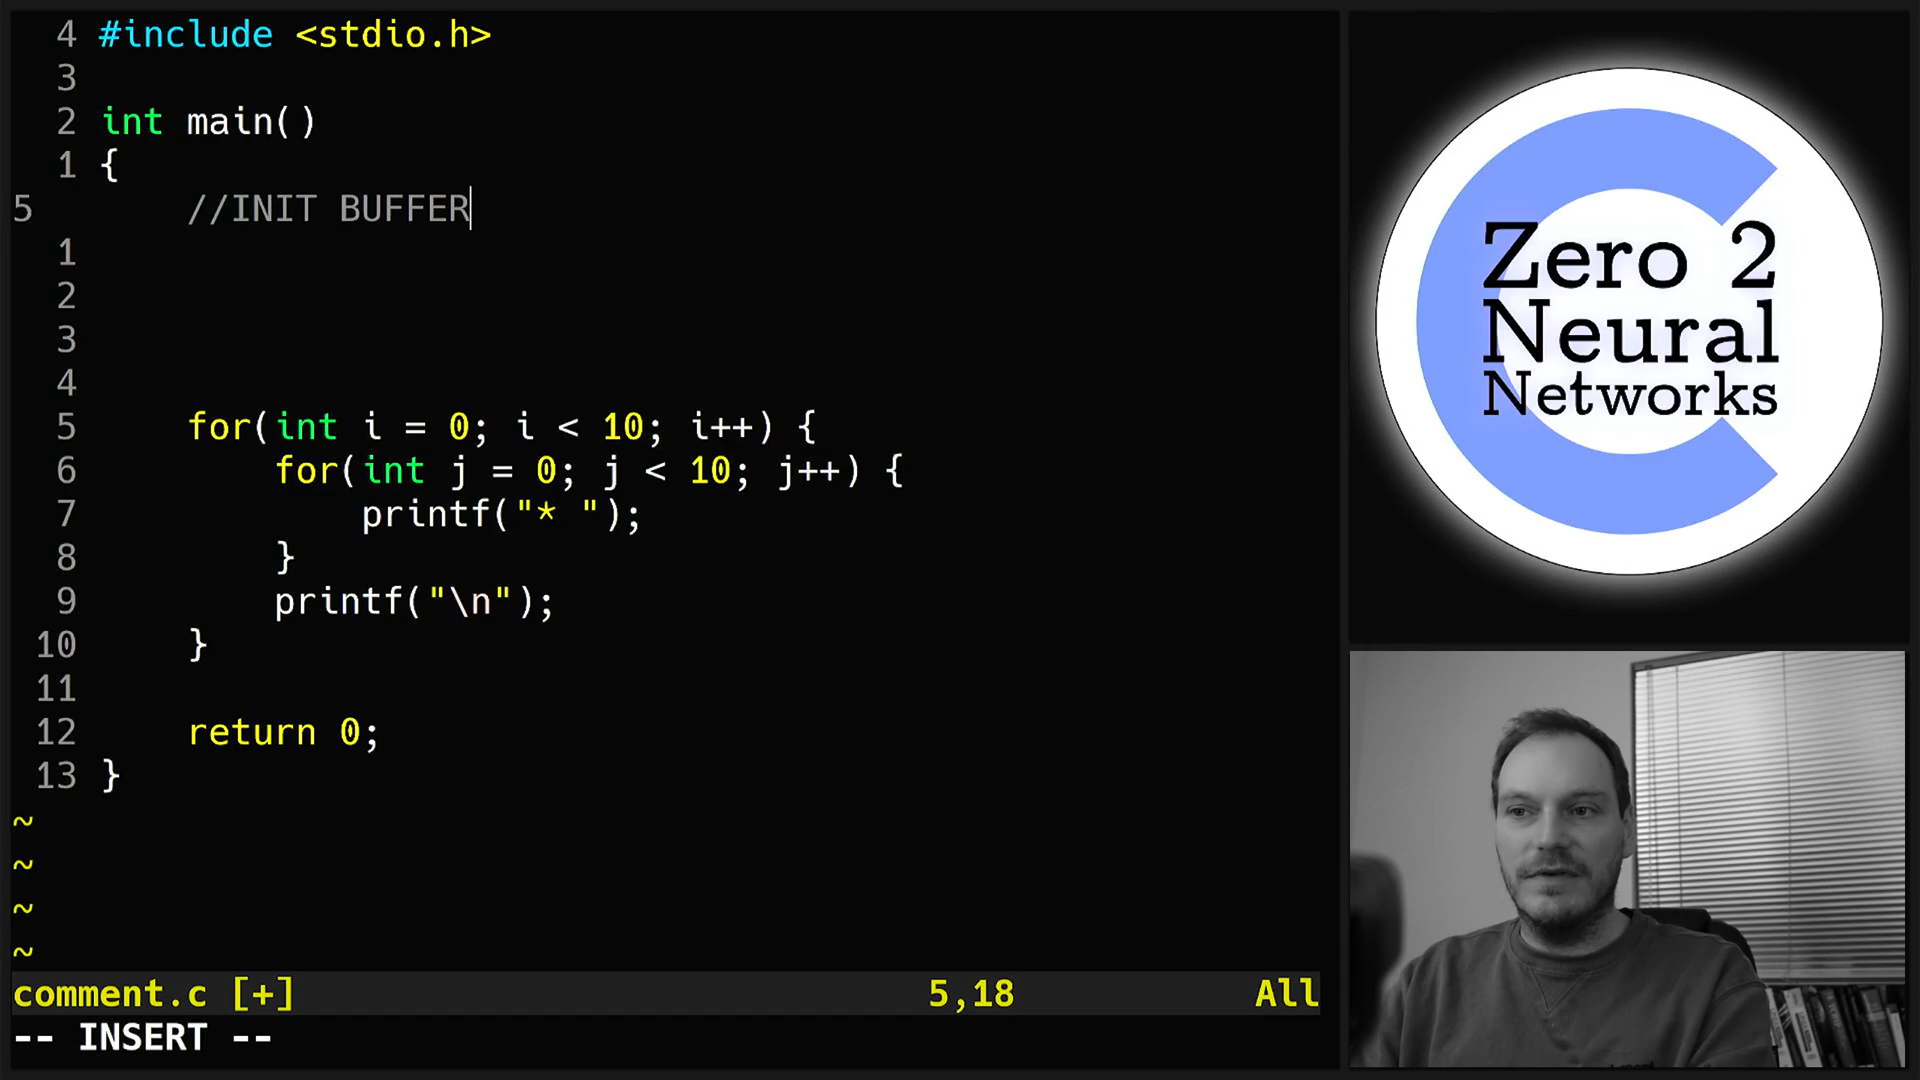 4 #include <stdio.h>
3
2 int main()
1 {
5 //INIT BUFFER
1
2
3
4
5 for(int i = 0; i < 10; i++) {
6 for(int j = 0; j < 10; j++) {
7 printf("* ");
8 }
9 printf("\n");
10 }
11
12 return 0;
13 }
~
~
~
~
comment.c [+] 5,18 All
-- INSERT --
Zero 2
Neural
Networks